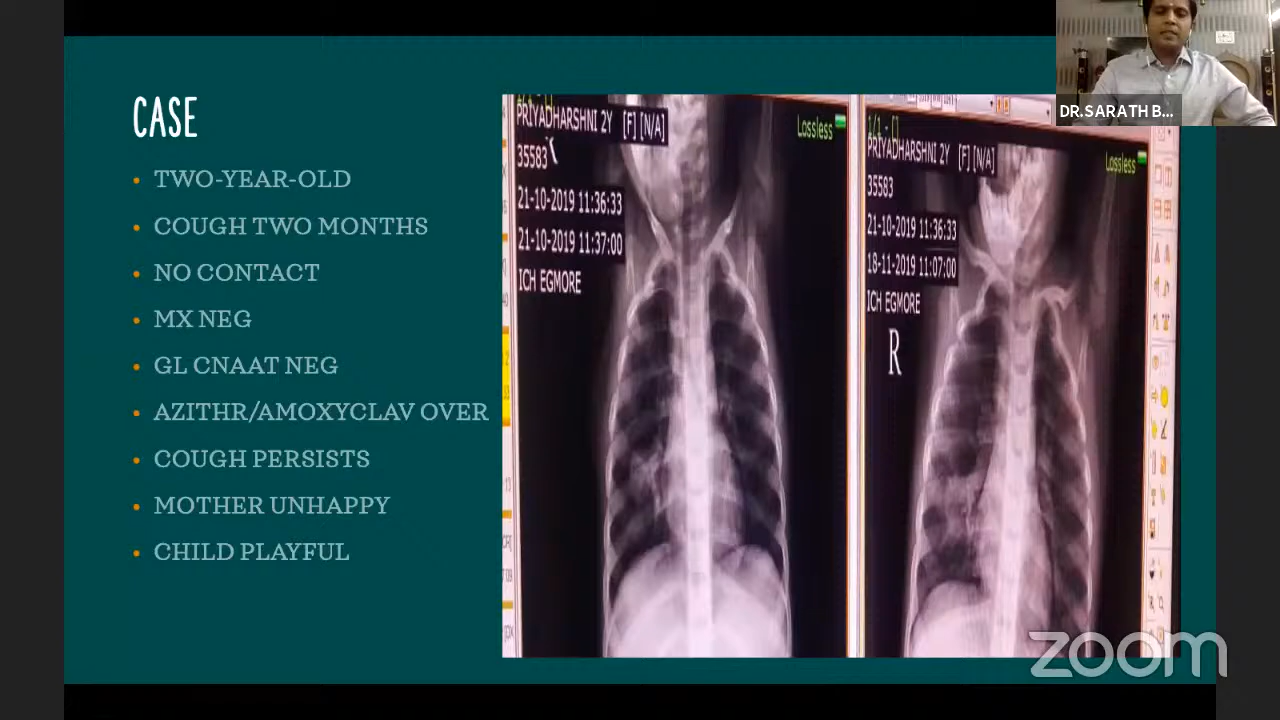 CASE
TWO-YEAR-OLD
COUGH TWO MONTHS
NO CONTACT
MX NEG
GL CNAAT NEG
AZITHR/AMOXYCLAV OVER
COUGH PERSISTS
MOTHER UNHAPPY
CHILD PLAYFUL
PRIYADHARSHNI 2Y [F] [N/A]
35583
21-10-2019 11:36:33
21-10-2019 11:37:00
ICH EGMORE
Lossless
PRIYADHARSHNI 2Y [F] [N/A]
35583
21-10-2019 11:36:33
18-11-2019 11:07:00
ICH EGMORE
R
Lossless
DR.SARATH B...
zoom